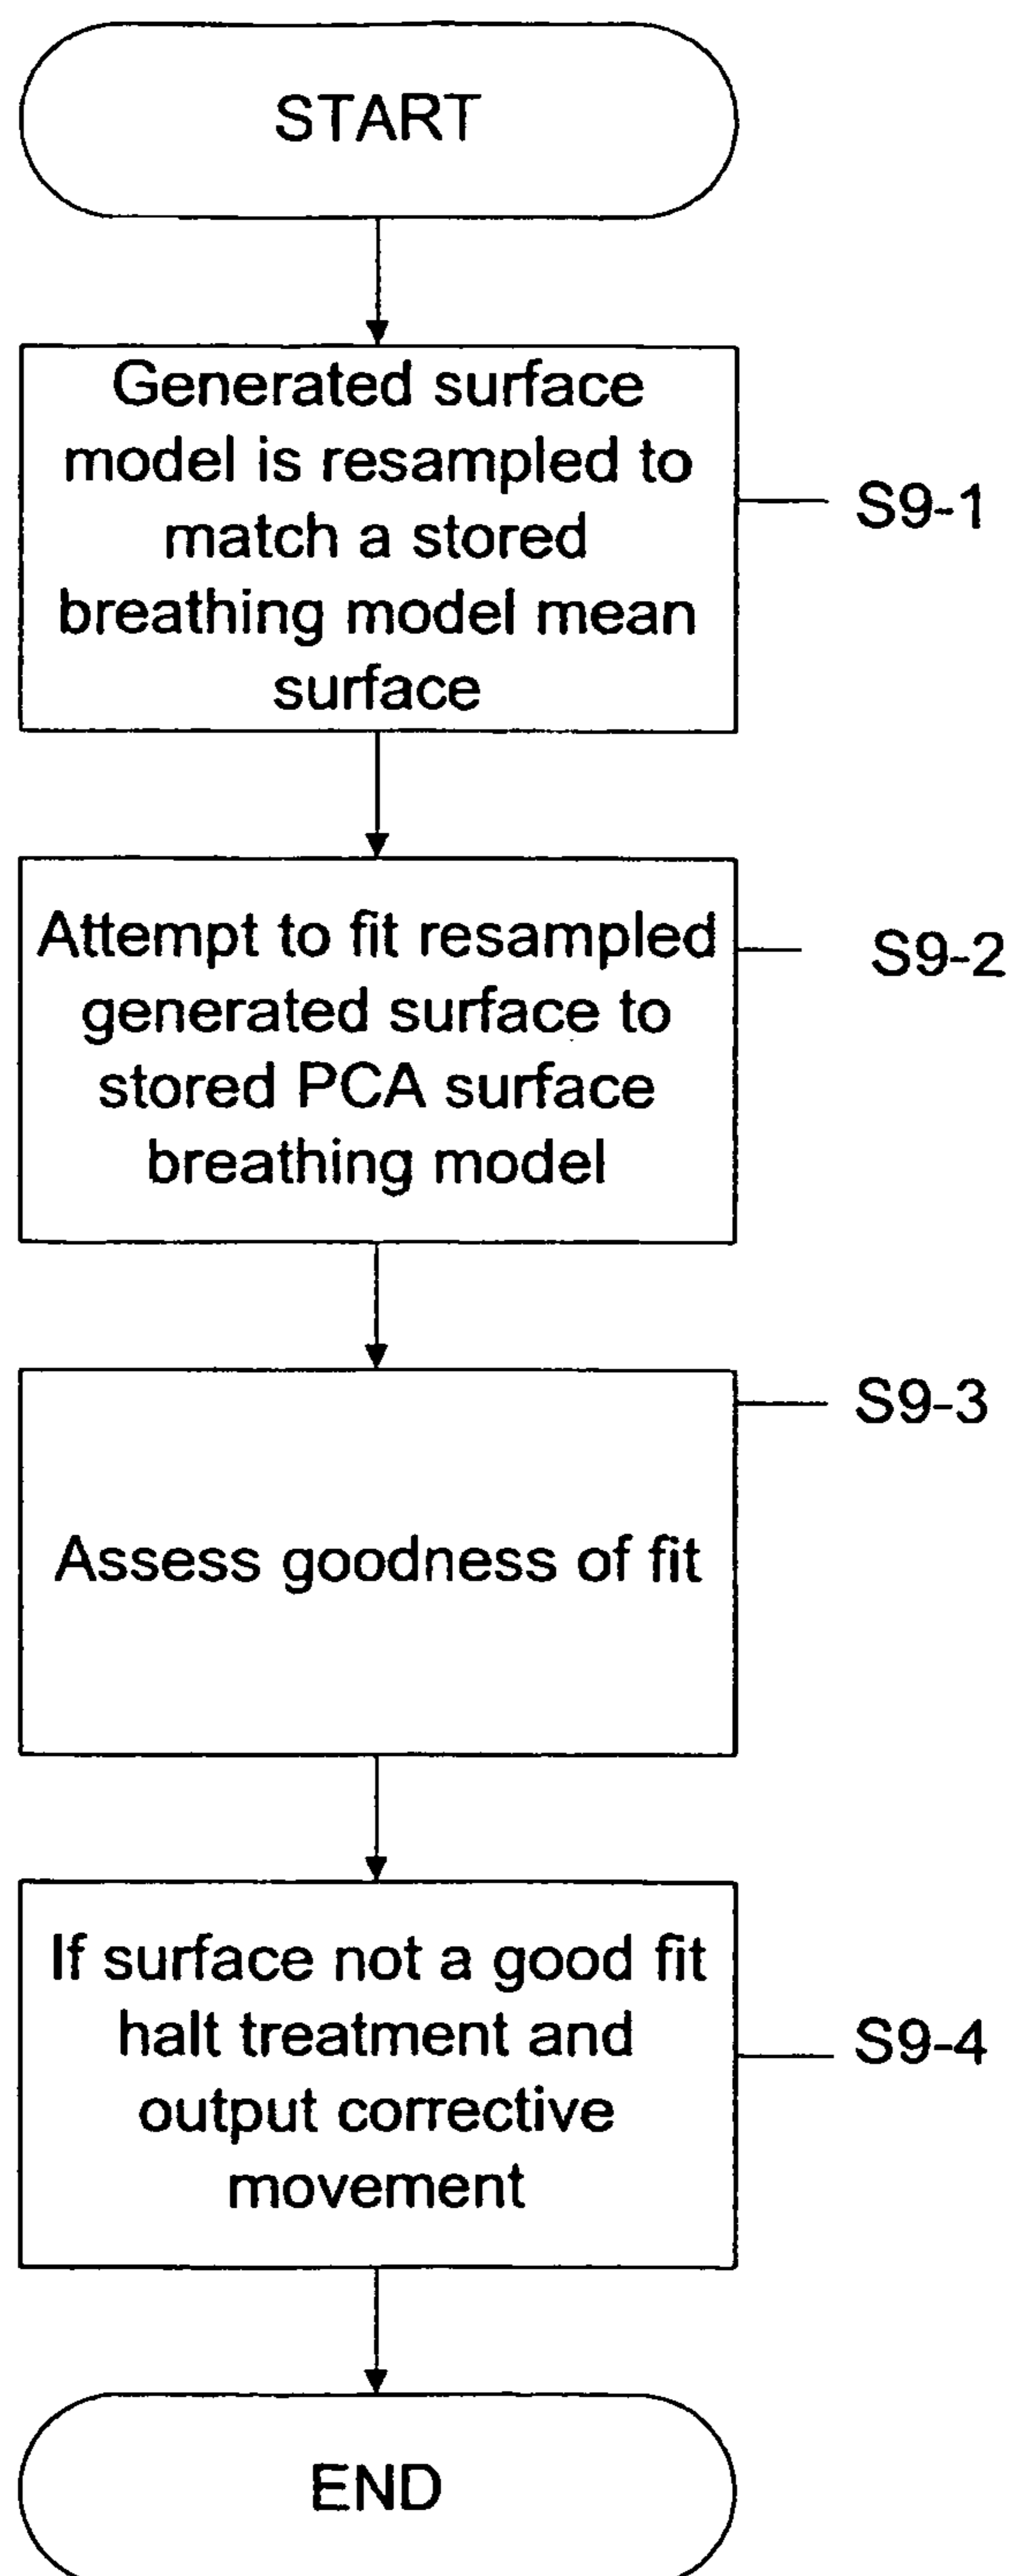 START
Generated surface
model is resampled to
match a stored
breathing model mean
surface
S9-1
Attempt to fit resampled
generated surface to
stored PCA surface
breathing model
S9-2
Assess goodness of fit
S9-3
If surface not a good fit
halt treatment and
output corrective
movement
S9-4
END